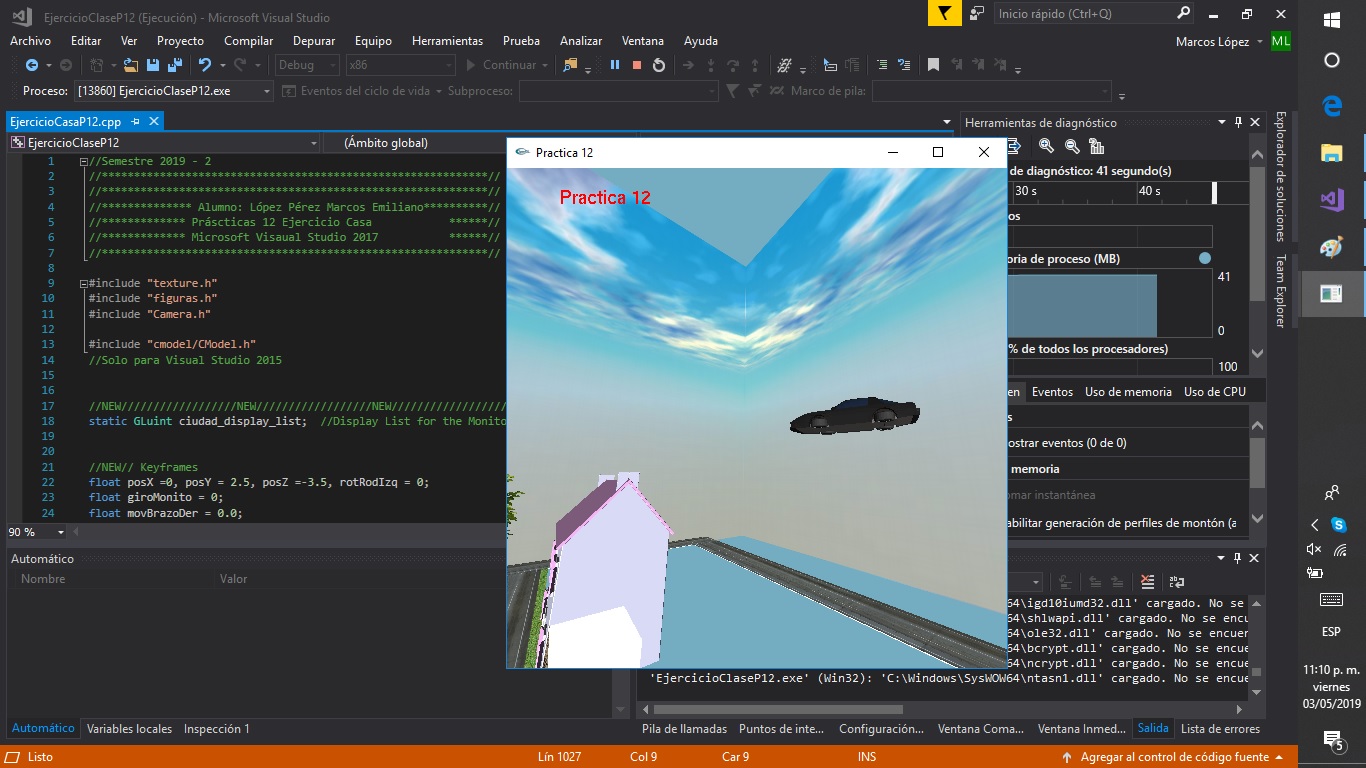 EjercicioClaseP12 (Ejecución) - Microsoft Visual Studio
Inicio rápido (Ctrl+Q)
Archivo Editar Ver Proyecto Compilar Depurar Equipo Herramientas Prueba Analizar Ventana Ayuda
Marcos López ML
Debug x86 Continuar
Proceso: [13860] EjercicioClaseP12.exe Eventos del ciclo de vida Subproceso: Marco de pila:
EjercicioCasaP12.cpp
EjercicioClaseP12 (Ámbito global)
1 //Semestre 2019 - 2
2 //************************************************************//
3 //************************************************************//
4 //************** Alumno: López Pérez Marcos Emiliano**********//
5 //************* Práscticas 12 Ejercicio Casa ******//
6 //************* Microsoft Visaual Studio 2017 ******//
7 //************************************************************//
8
9 #include "texture.h"
10 #include "figuras.h"
11 #include "Camera.h"
12
13 #include "cmodel/CModel.h"
14 //Solo para Visual Studio 2015
15
16
17 //NEW//////////////////NEW//////////////////NEW//////////////////
18 static GLuint ciudad_display_list; //Display List for the Monito
19
20
21 //NEW// Keyframes
22 float posX =0, posY = 2.5, posZ =-3.5, rotRodIzq = 0;
23 float giroMonito = 0;
24 float movBrazoDer = 0.0;
90 %
Practica 12
Practica 12
Herramientas de diagnóstico
de diagnóstico: 41 segundo(s)
30 s 40 s
os
oria de proceso (MB)
41
0
% de todos los procesadores)
100
en Eventos Uso de memoria Uso de CPU
s
ostrar eventos (0 de 0)
memoria
omar instantánea
abilitar generación de perfiles de montón (a
Explorador de soluciones
Team Explorer
Automático
Nombre Valor
64\igd10iumd32.dll' cargado. No se
64\shlwapi.dll' cargado. No se encu
64\ole32.dll' cargado. No se encuer
64\bcrypt.dll' cargado. No se encue
64\ncrypt.dll' cargado. No se encue
'EjercicioClaseP12.exe' (Win32): 'C:\Windows\SysWOW64\ntasn1.dll' cargado. No se encue
Automático Variables locales Inspección 1
Pila de llamadas Puntos de inte... Configuración... Ventana Coma... Ventana Inmed... Salida Lista de errores
Listo Lín 1027 Col 9 Car 9 INS Agregar al control de código fuente
ESP
11:10 p. m.
viernes
03/05/2019
5